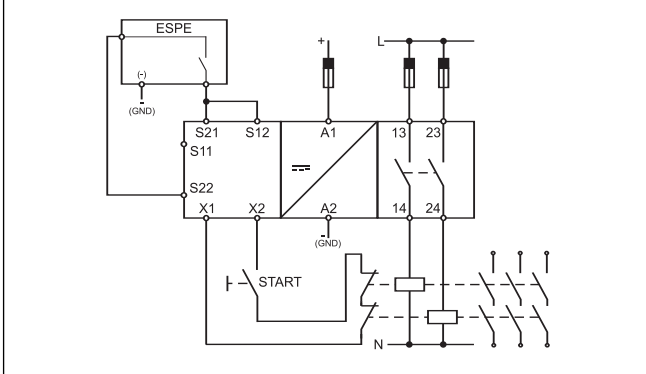 ESPE
+
L
(-)
(GND)
S21 S12 A1 13 23
S11
S22
X1 X2 A2 14 24
-
(GND)
START
N